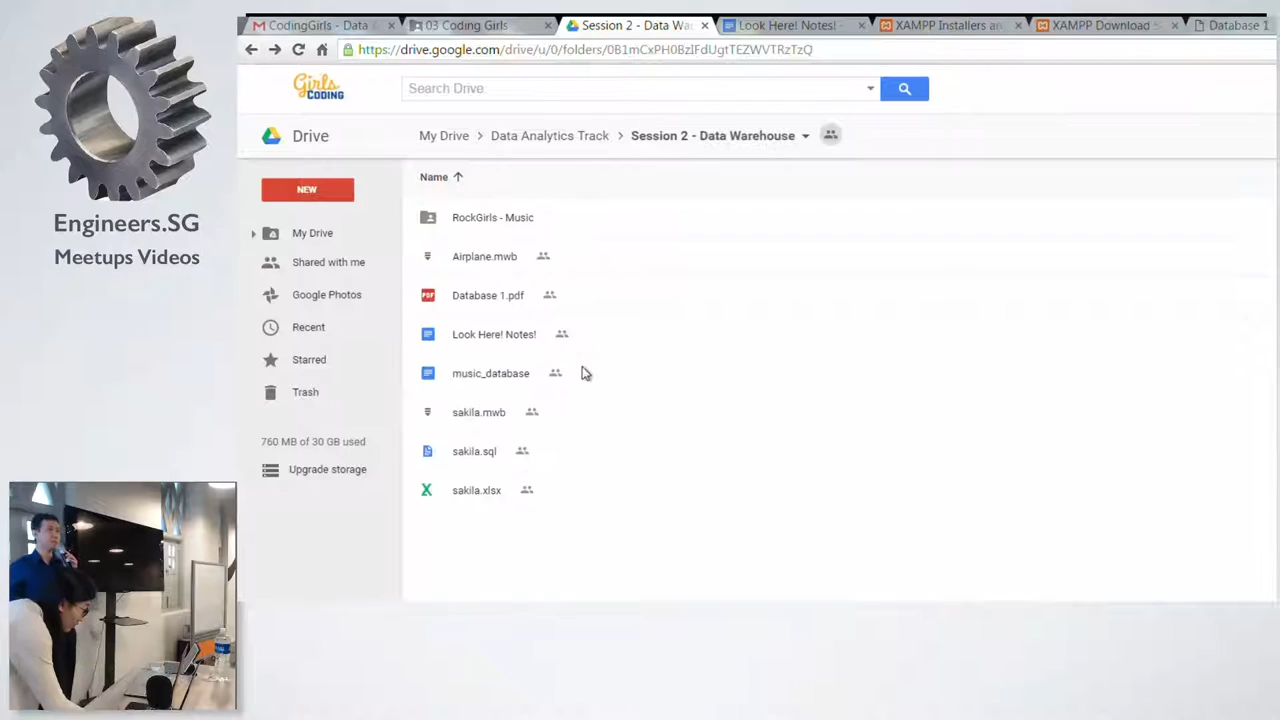 CodingGirls - Data A
03 Coding Girls
Session 2 - Data War
Look Here! Notes! -
XAMPP Installers an
XAMPP Download S
Database 1
https://drive.google.com/drive/u/0/folders/0B1mCxPH0BzIFdUgtTEZWVTRzTzQ
Girls
CODING
Search Drive
Drive
My Drive > Data Analytics Track > Session 2 - Data Warehouse
Name
NEW
RockGirls - Music
My Drive
Airplane.mwb
Shared with me
Google Photos
PDF
Database 1.pdf
Recent
Look Here! Notes!
Starred
music_database
Trash
sakila.mwb
760 MB of 30 GB used
sakila.sql
Upgrade storage
X
sakila.xlsx
Engineers.SG
Meetups Videos